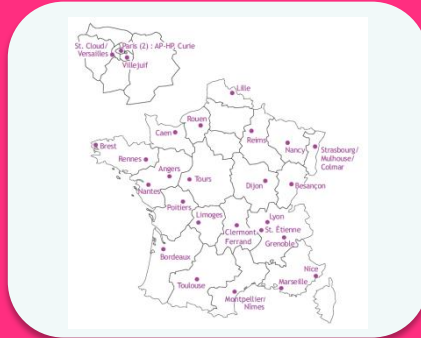 St. Cloud/
Versailles
Paris (2) : AP-HP, Curie
Villejuif
Lille
Rouen
Caen
Reims
Nancy
Strasbourg/
Mulhouse/
Colmar
Brest
Rennes
Angers
Nantes
Tours
Dijon
Besançon
Poitiers
Limoges
Clermont-
Ferrand
Lyon
St. Étienne
Grenoble
Bordeaux
Toulouse
Montpellier/
Nîmes
Marseille
Nice